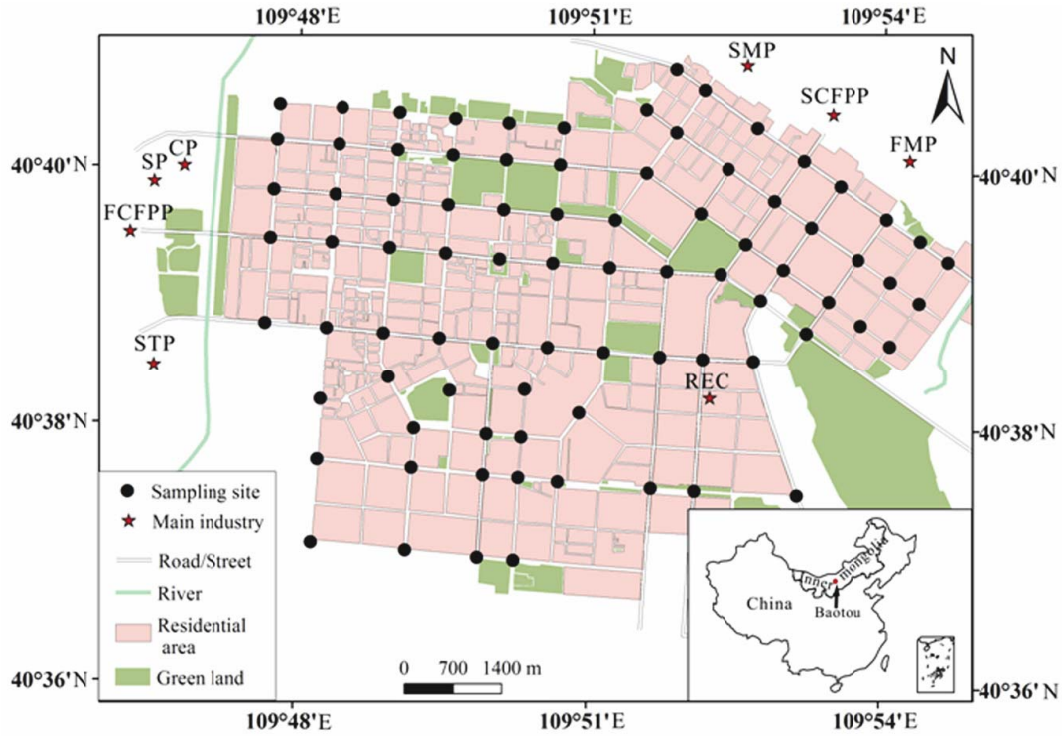 109°48'E 109°51'E 109°54'E
SMP
N
SCFPP
FMP
40°40'N
CP
SP
40°40'N
FCFPP
STP
REC
40°38'N
40°38'N
Sampling site
Main industry
Road/Street
River
Residential
area
Green land
0 700 1400 m
Inner mongolia
China
Baotou
40°36'N
40°36'N
109°48'E 109°51'E 109°54'E